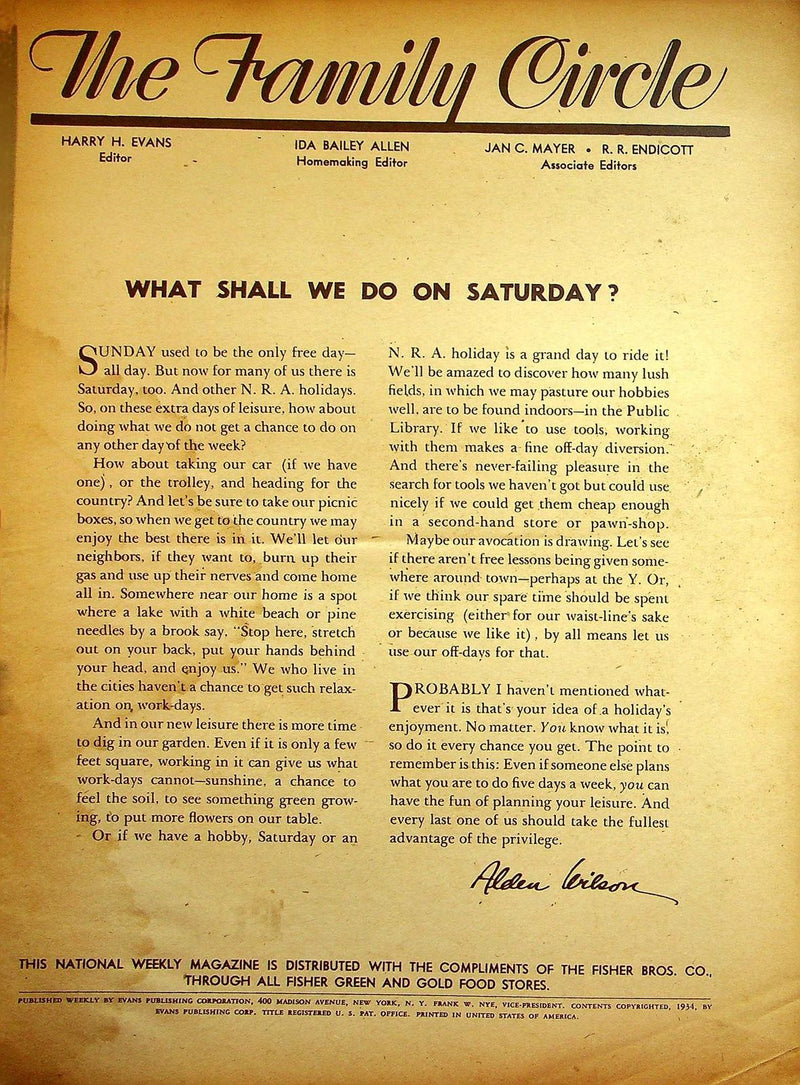 The Family Circle
HARRY H. EVANS
Editor
IDA BAILEY ALLEN
Homemaking Editor
JAN C. MAYER • R. R. ENDICOTT
Associate Editors
WHAT SHALL WE DO ON SATURDAY?
SUNDAY used to be the only free day—
all day. But now for many of us there is
Saturday, too. And other N. R. A. holidays.
So, on these extra days of leisure, how about
doing what we do not get a chance to do on
any other day of the week?
How about taking our car (if we have
one), or the trolley, and heading for the
country? And let's be sure to take our picnic
boxes, so when we get to the country we may
enjoy the best there is in it. We'll let our
neighbors, if they want to, burn up their
gas and use up their nerves and come home
all in. Somewhere near our home is a spot
where a lake with a white beach or pine
needles by a brook say, "Stop here, stretch
out on your back, put your hands behind
your head, and enjoy us." We who live in
the cities haven't a chance to get such relax-
ation on work-days.
And in our new leisure there is more time
to dig in our garden. Even if it is only a few
feet square, working in it can give us what
work-days cannot—sunshine, a chance to
feel the soil, to see something green grow-
ing, to put more flowers on our table.
Or if we have a hobby, Saturday or an
N. R. A. holiday is a grand day to ride it!
We'll be amazed to discover how many lush
fields, in which we may pasture our hobbies
well, are to be found indoors—in the Public
Library. If we like to use tools, working
with them makes a fine off-day diversion.
And there's never-failing pleasure in the
search for tools we haven't got but could use
nicely if we could get them cheap enough
in a second-hand store or pawn-shop.
Maybe our avocation is drawing. Let's see
if there aren't free lessons being given some-
where around town—perhaps at the Y. Or,
if we think our spare time should be spent
exercising (either for our waist-line's sake
or because we like it), by all means let us
use our off-days for that.
PROBABLY I haven't mentioned what-
ever it is that's your idea of a holiday's
enjoyment. No matter. You know what it is,
so do it every chance you get. The point to
remember is this: Even if someone else plans
what you are to do five days a week, you can
have the fun of planning your leisure. And
every last one of us should take the fullest
advantage of the privilege.
Alden Wilson
THIS NATIONAL WEEKLY MAGAZINE IS DISTRIBUTED WITH THE COMPLIMENTS OF THE FISHER BROS. CO.,
THROUGH ALL FISHER GREEN AND GOLD FOOD STORES.
PUBLISHED WEEKLY BY EVANS PUBLISHING CORPORATION, 400 MADISON AVENUE, NEW YORK, N. Y. FRANK W. NYE, VICE-PRESIDENT. CONTENTS COPYRIGHTED, 1934, BY
EVANS PUBLISHING CORP. TITLE REGISTERED U. S. PAT. OFFICE. PRINTED IN UNITED STATES OF AMERICA.